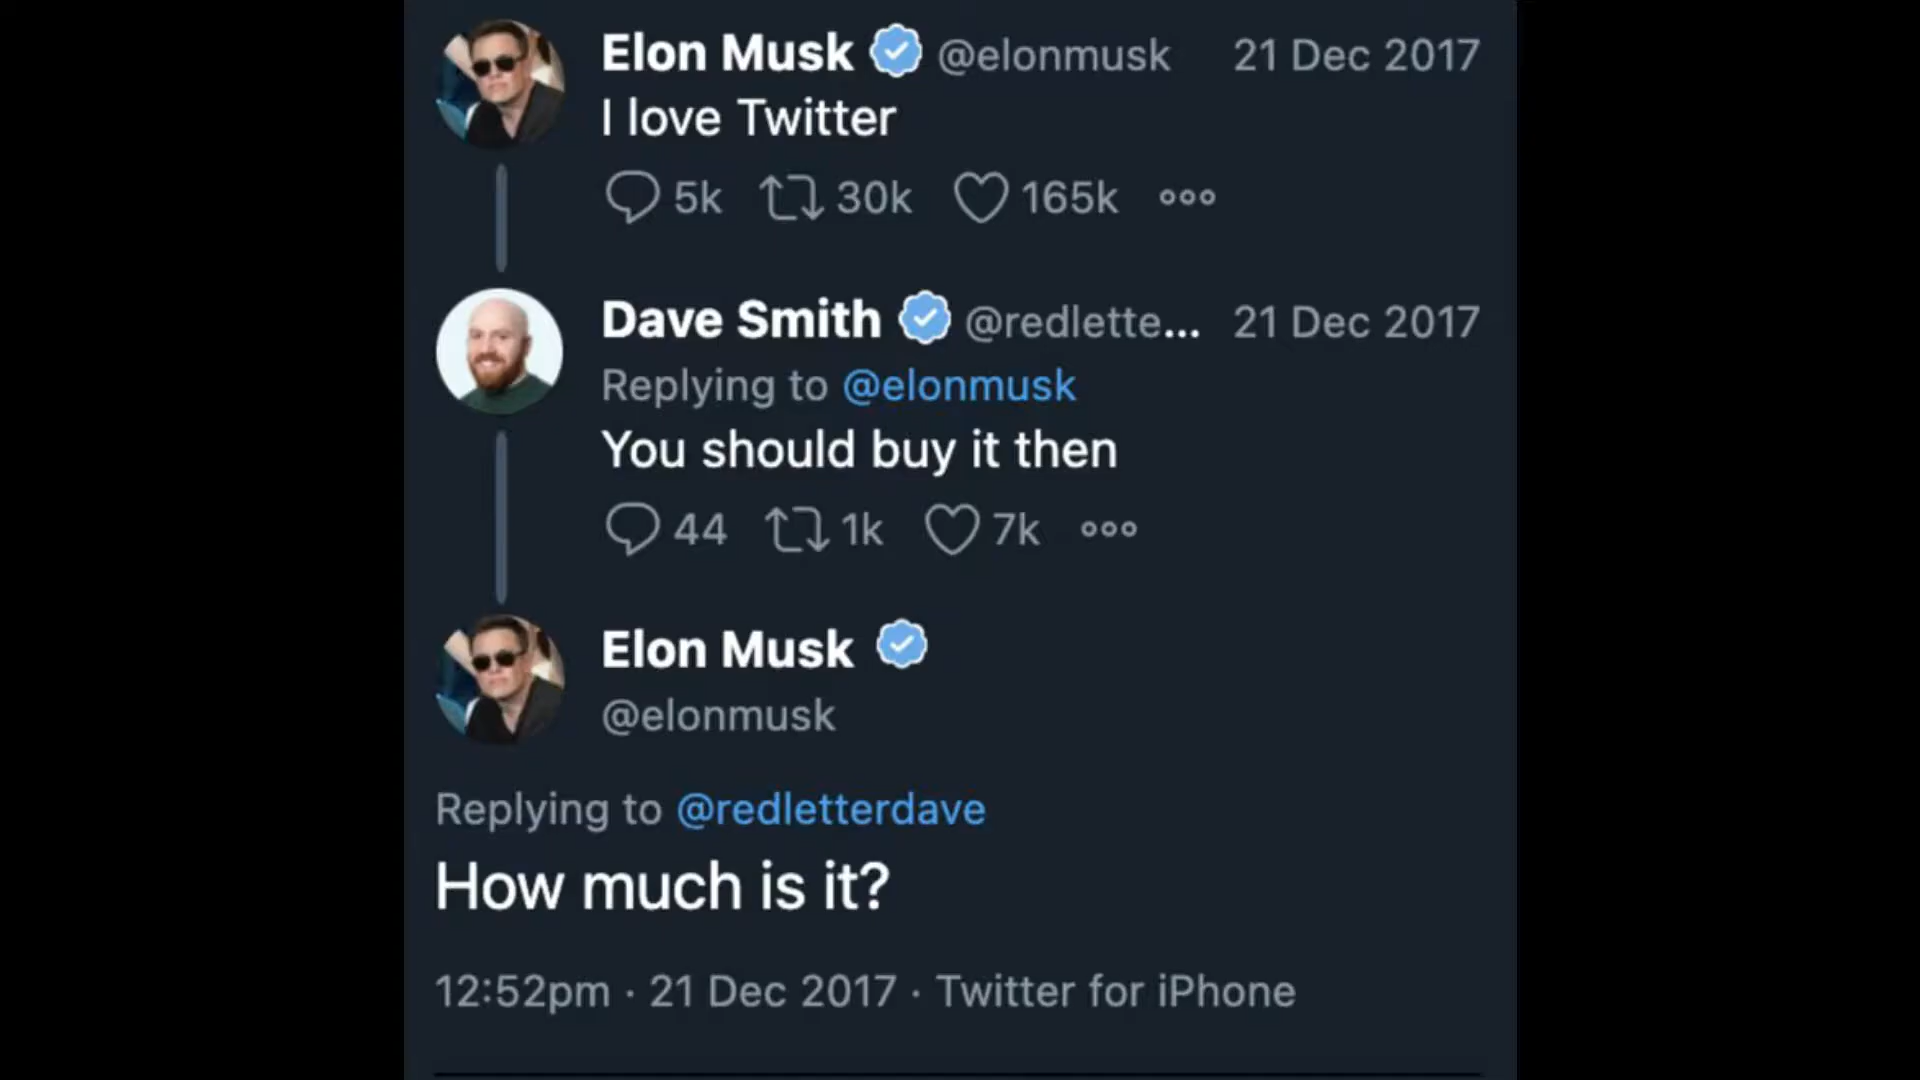 Elon Musk @elonmusk 21 Dec 2017
I love Twitter
5k 30k 165k
Dave Smith @redlette... 21 Dec 2017
Replying to @elonmusk
You should buy it then
44 1k 7k
Elon Musk
@elonmusk
Replying to @redletterdave
How much is it?
12:52pm · 21 Dec 2017 · Twitter for iPhone